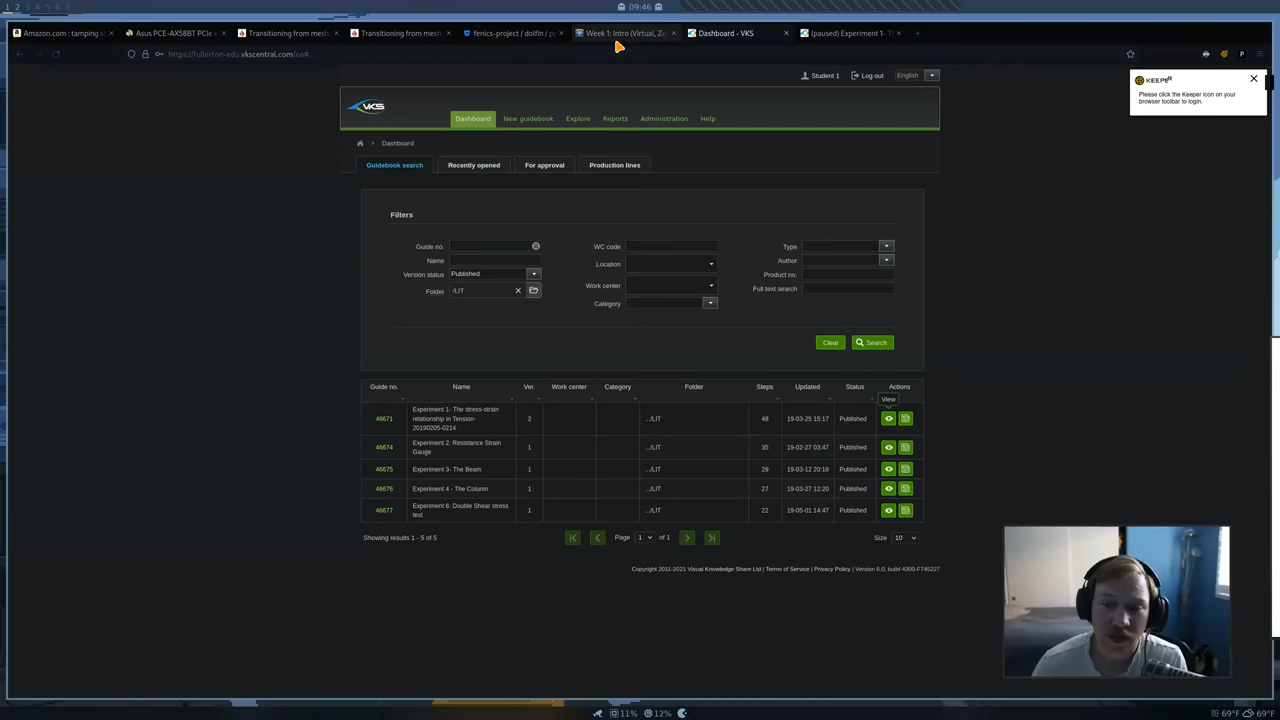 1 2 3 4 5 6 7
09:46
Amazon.com : tamping s
Asus PCE-AX58BT PCIe
Transitioning from mesh
Transitioning from mesh
fenics-project / dolfin / p
Week 1: Intro (Virtual, Zo
Dashboard - VKS
(paused) Experiment 1- T
https://fullerton-edu.vkscentral.com/en#
KEEPER
Please click the Keeper icon on your
browser toolbar to login.
Student 1
Log out
English
VKS
Dashboard
New guidebook
Explore
Reports
Administration
Help
Dashboard
Guidebook search
Recently opened
For approval
Production lines
Filters
Guide no.
WC code
Type
Name
Location
Author
Version status
Published
Product no.
Folder
/LIT
Work center
Full text search
Category
Clear
Search
Guide no. Name Ver. Work center Category Folder Steps Updated Status Actions
View
46671 Experiment 1- The stress-strain 2 .../LIT 48 19-03-25 15:17 Published
relationship in Tension-
20190205-0214
46674 Experiment 2: Resistance Strain 1 .../LIT 35 19-02-27 03:47 Published
Gauge
46675 Experiment 3- The Beam 1 .../LIT 29 19-03-12 20:18 Published
46676 Experiment 4 - The Column 1 .../LIT 27 19-03-27 12:20 Published
46677 Experiment 6: Double Shear stress 1 .../LIT 22 19-05-01 14:47 Published
test
Showing results 1 - 5 of 5
Page 1 of 1
Size 10
Copyright 2011-2021 Visual Knowledge Share Ltd | Terms of Service | Privacy Policy | Version 6.0, build 4300-F745227
11% 12%
69°F 69°F